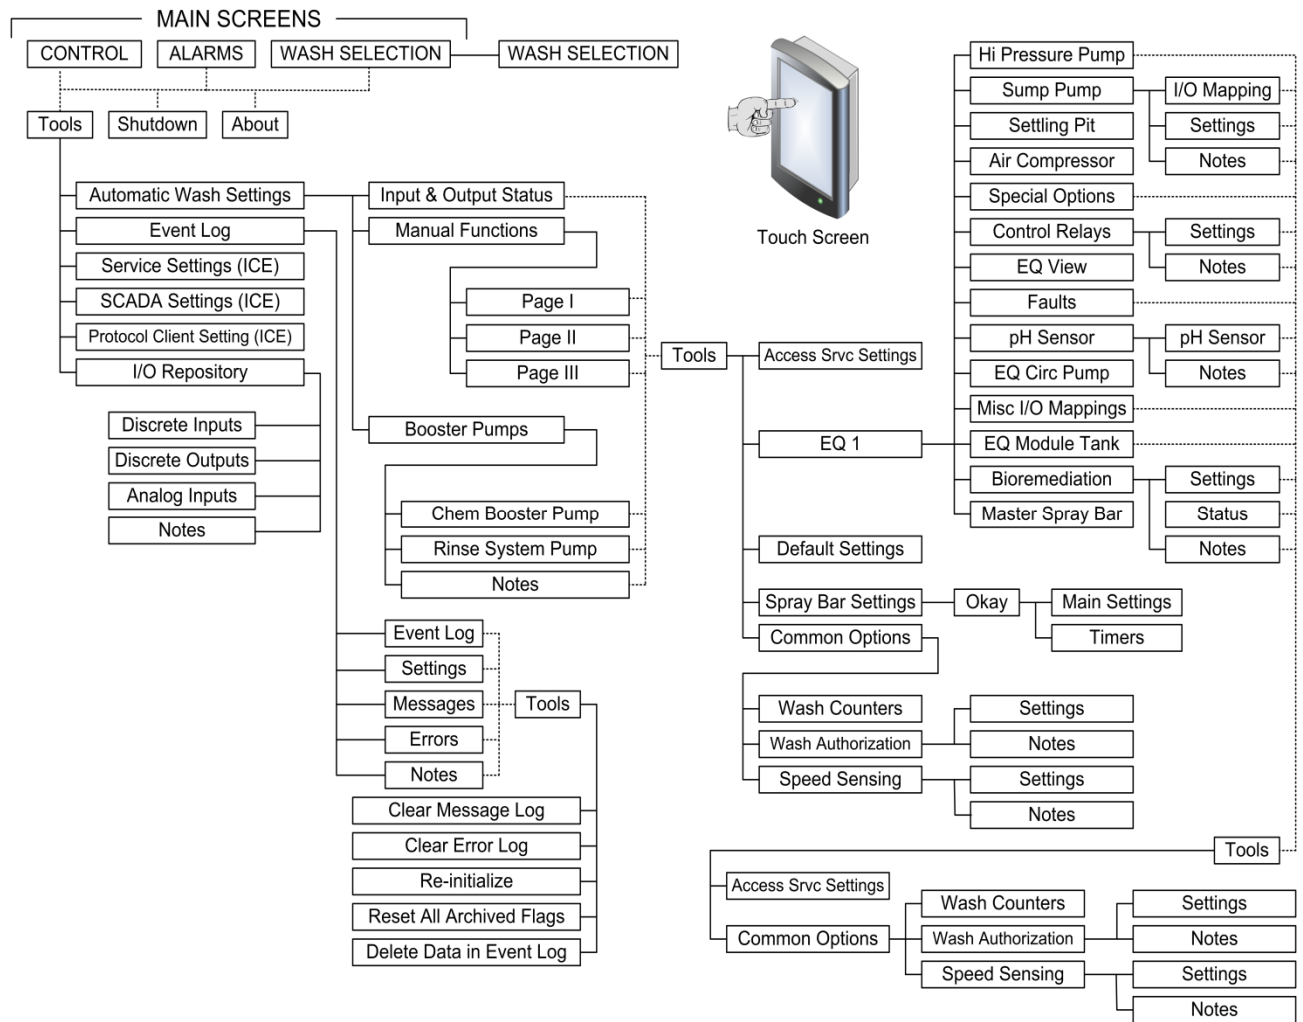 MAIN SCREENS
CONTROL
ALARMS
WASH SELECTION
WASH SELECTION
Tools
Shutdown
About
Automatic Wash Settings
Event Log
Service Settings (ICE)
SCADA Settings (ICE)
Protocol Client Setting (ICE)
I/O Repository
Discrete Inputs
Discrete Outputs
Analog Inputs
Notes
Input & Output Status
Manual Functions
Page I
Page II
Page III
Booster Pumps
Chem Booster Pump
Rinse System Pump
Notes
Event Log
Settings
Messages
Errors
Notes
Tools
Clear Message Log
Clear Error Log
Re-initialize
Reset All Archived Flags
Delete Data in Event Log
Touch Screen
Tools
Access Srvc Settings
EQ 1
Default Settings
Spray Bar Settings
Okay
Main Settings
Timers
Common Options
Wash Counters
Wash Authorization
Settings
Notes
Speed Sensing
Settings
Notes
Hi Pressure Pump
Sump Pump
I/O Mapping
Settling Pit
Settings
Air Compressor
Notes
Special Options
Control Relays
Settings
EQ View
Notes
Faults
pH Sensor
pH Sensor
EQ Circ Pump
Notes
Misc I/O Mappings
EQ Module Tank
Bioremediation
Settings
Master Spray Bar
Status
Notes
Tools
Access Srvc Settings
Common Options
Wash Counters
Wash Authorization
Settings
Notes
Speed Sensing
Settings
Notes